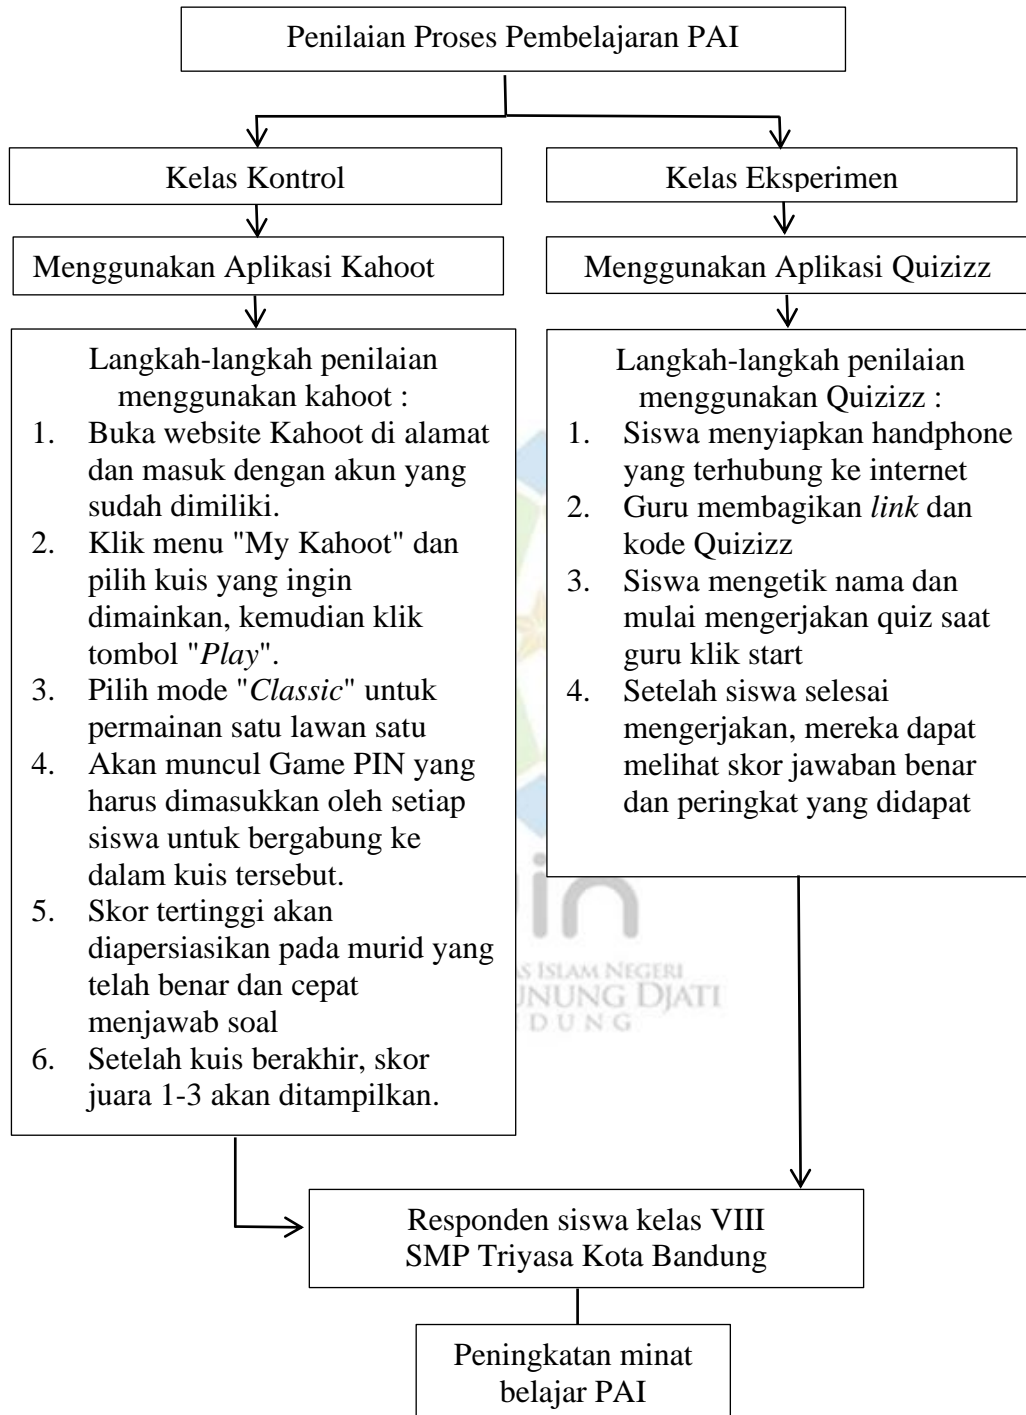 Penilaian Proses Pembelajaran PAI
Kelas Kontrol
Menggunakan Aplikasi Kahoot
Langkah-langkah penilaian
menggunakan kahoot :
1. Buka website Kahoot di alamat
dan masuk dengan akun yang
sudah dimiliki.
2. Klik menu "My Kahoot" dan
pilih kuis yang ingin
dimainkan, kemudian klik
tombol "Play".
3. Pilih mode "Classic" untuk
permainan satu lawan satu
4. Akan muncul Game PIN yang
harus dimasukkan oleh setiap
siswa untuk bergabung ke
dalam kuis tersebut.
5. Skor tertinggi akan
diapersiasikan pada murid yang
telah benar dan cepat
menjawab soal
6. Setelah kuis berakhir, skor
juara 1-3 akan ditampilkan.
Kelas Eksperimen
Menggunakan Aplikasi Quizizz
Langkah-langkah penilaian
menggunakan Quizizz :
1. Siswa menyiapkan handphone
yang terhubung ke internet
2. Guru membagikan link dan
kode Quizizz
3. Siswa mengetik nama dan
mulai mengerjakan quiz saat
guru klik start
4. Setelah siswa selesai
mengerjakan, mereka dapat
melihat skor jawaban benar
dan peringkat yang didapat
ISLAM NEGERI
DJATI
Responden siswa kelas VIII
SMP Triyasa Kota Bandung
Peningkatan minat
belajar PAI